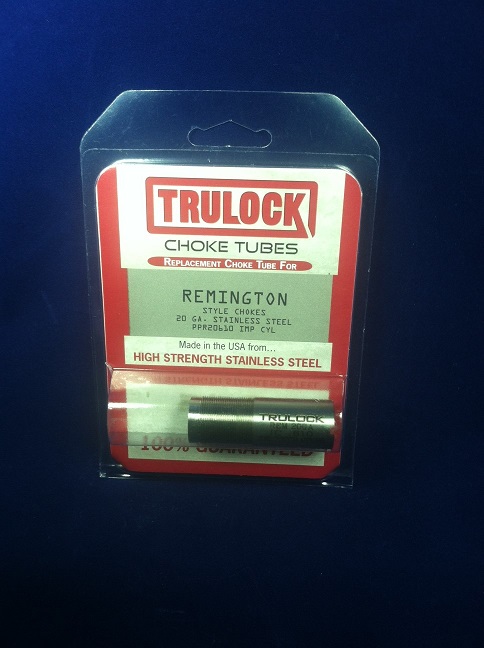 TRULOCK
CHOKE TUBES
REPLACEMENT CHOKE TUBE FOR
REMINGTON
STYLE CHOKES
20 GA. STAINLESS STEEL
PPR20610 IMP CYL
Made in the USA from...
HIGH STRENGTH STAINLESS STEEL
TRULOCK
100% GUARANTEED